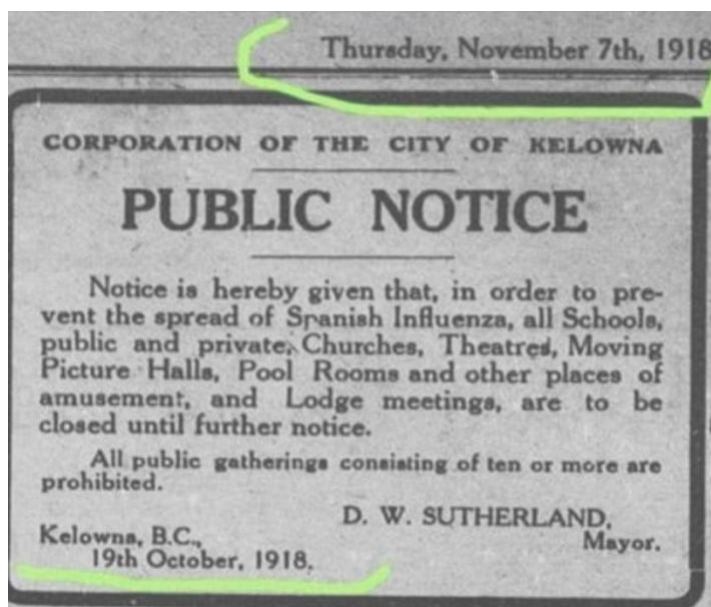 Thursday, November 7th, 1918
CORPORATION OF THE CITY OF KELOWNA
PUBLIC NOTICE
Notice is hereby given that, in order to pre-
vent the spread of Spanish Influenza, all Schools,
public and private, Churches, Theatres, Moving
Picture Halls, Pool Rooms and other places of
amusement, and Lodge meetings, are to be
closed until further notice.
All public gatherings consisting of ten or more are
prohibited.
D. W. SUTHERLAND,
Mayor.
Kelowna, B.C.,
19th October, 1918.